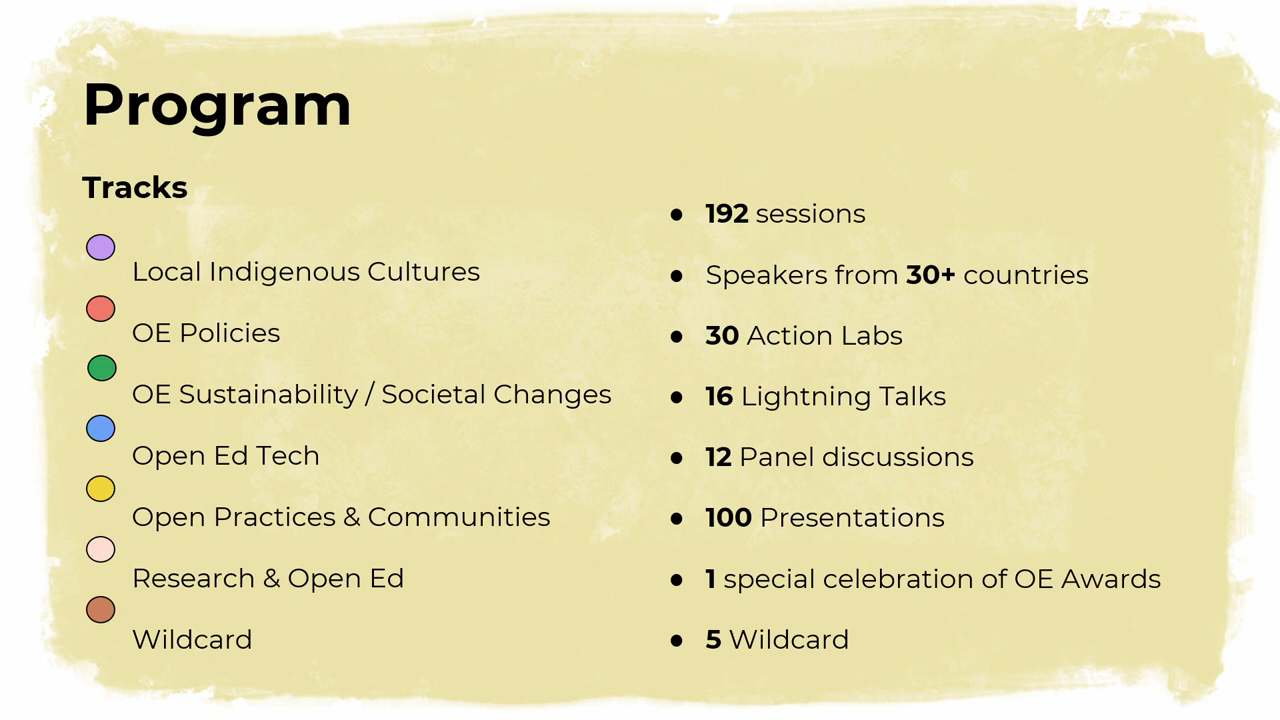 Program
Tracks
Local Indigenous Cultures
OE Policies
OE Sustainability / Societal Changes
Open Ed Tech
Open Practices & Communities
Research & Open Ed
Wildcard
● 192 sessions
● Speakers from 30+ countries
● 30 Action Labs
● 16 Lightning Talks
● 12 Panel discussions
● 100 Presentations
● 1 special celebration of OE Awards
● 5 Wildcard